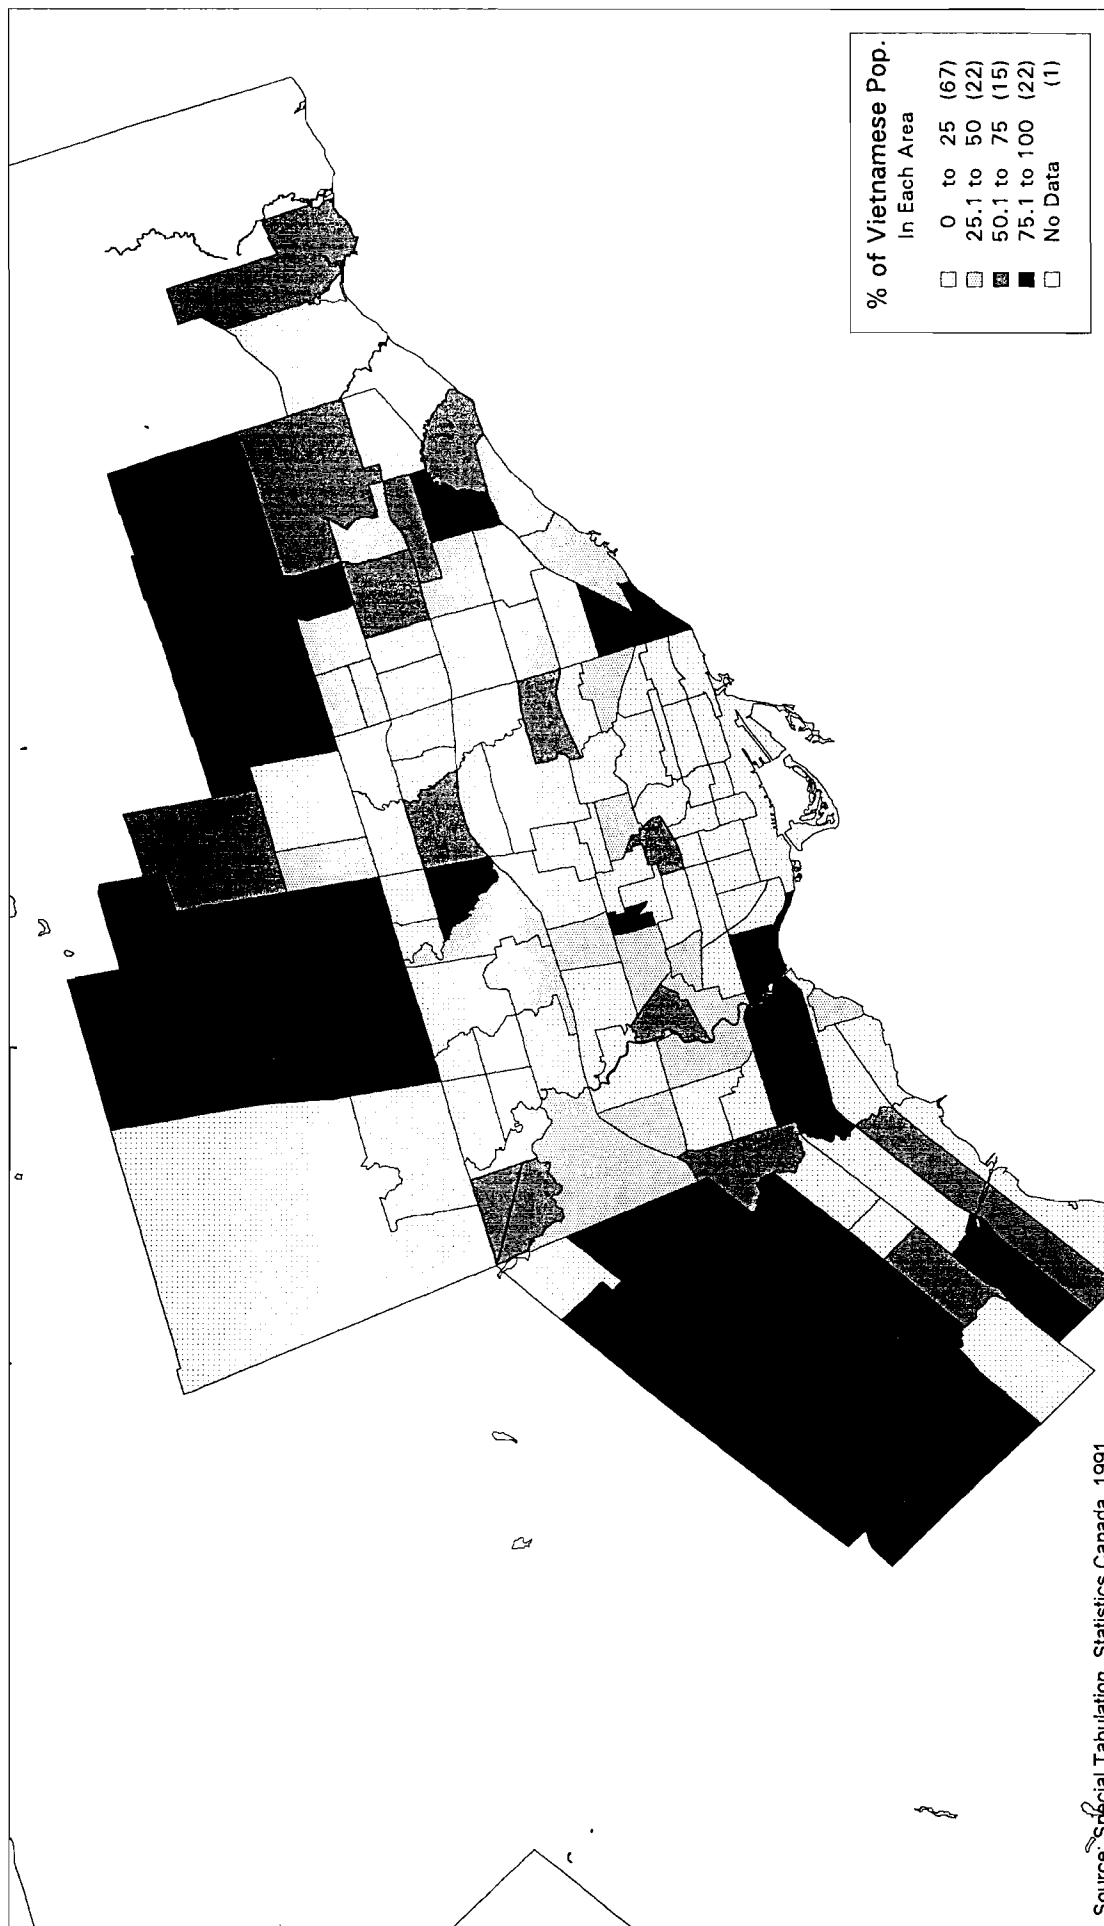 % of Vietnamese Pop.
In Each Area
0 to 25 (67)
25.1 to 50 (22)
50.1 to 75 (15)
75.1 to 100 (22)
No Data (1)
Source: Special Tabulation, Statistics Canada, 1991